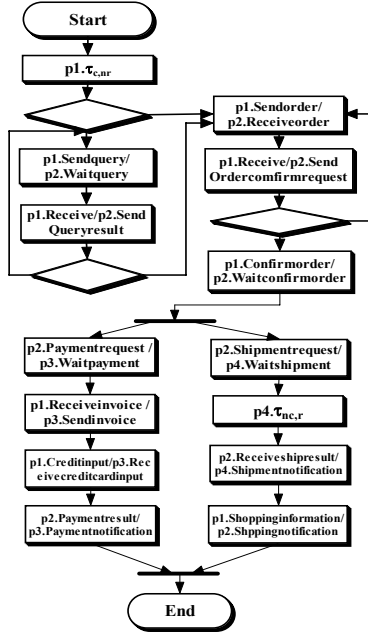 Start
p1.τc,nr
p1.Sendquery/
p2.Waitquery
p1.Receive/p2.Send
Queryresult
p1.Sendorder/
p2.Receiveorder
p1.Receive/p2.Send
Ordercomfirmrequest
p1.Confirmorder/
p2.Waitconfirmorder
p2.Paymentrequest /
p3.Waitpayment
p1.Receiveinvoice /
p3.Sendinvoice
p1.Creditinput/p3.Rec
eivecreditcardinput
p2.Paymentresult/
p3.Paymentnotification
p2.Shipmentrequest/
p4.Waitshipment
p4.τnc,r
p2.Receiveshipresult/
p4.Shipmentnotification
p1.Shoppinginformation/
p2.Shppingnotification
End